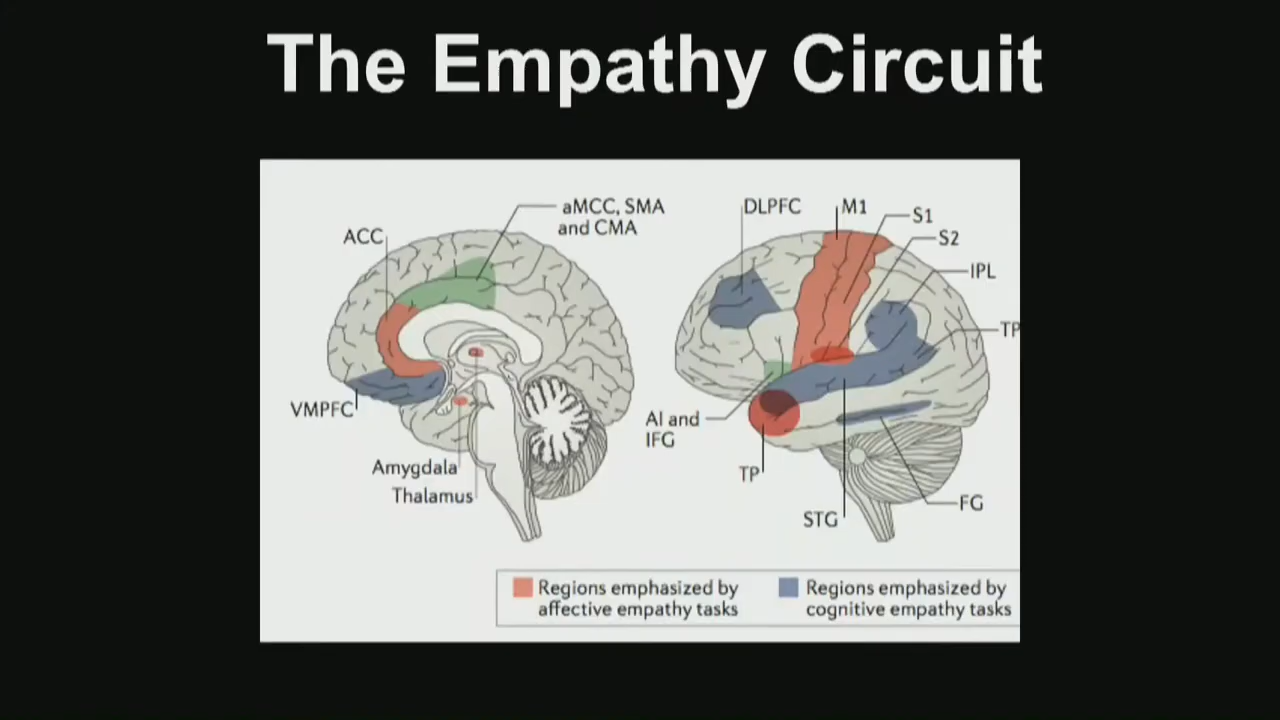 The Empathy Circuit
aMCC, SMA
and CMA
ACC
VMPFC
Amygdala
Thalamus
DLPFC
M1
S1
S2
IPL
TP
AI and
IFG
TP
STG
FG
Regions emphasized by
affective empathy tasks
Regions emphasized by
cognitive empathy tasks